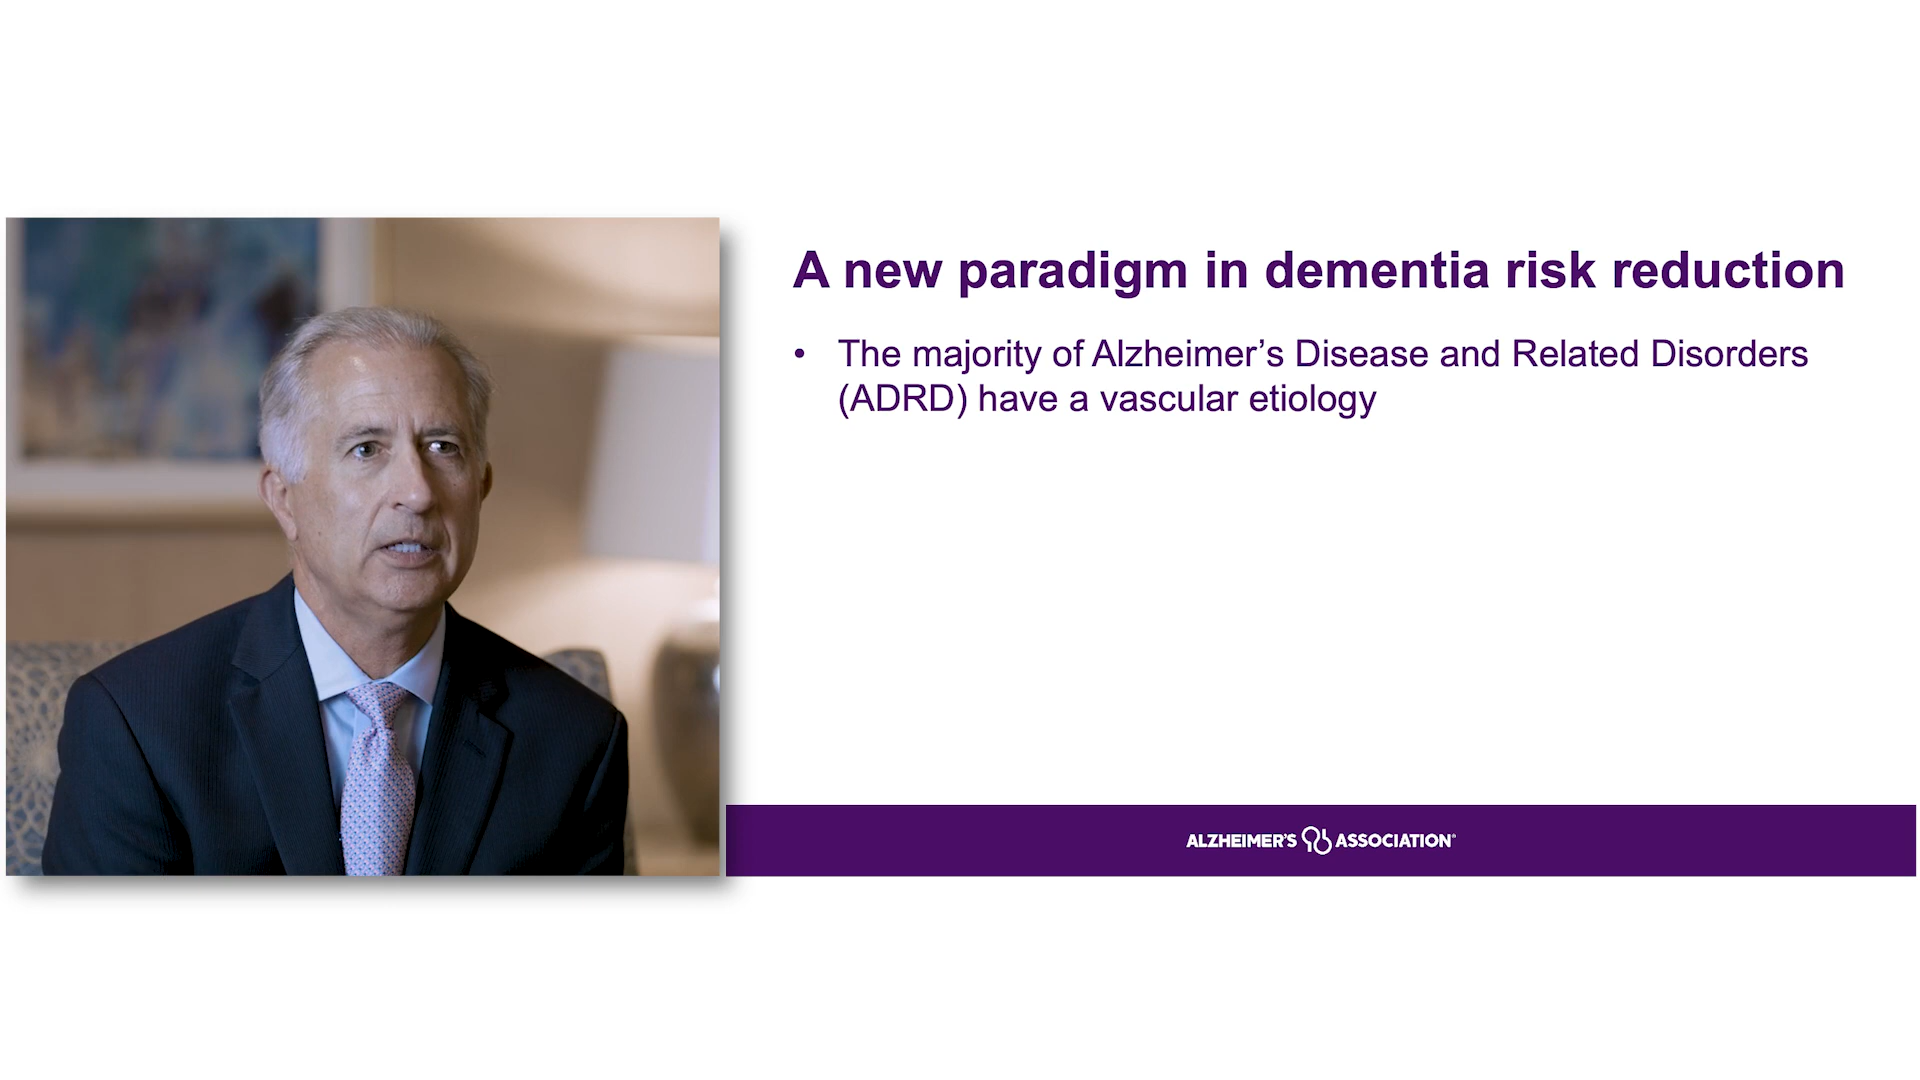 A new paradigm in dementia risk reduction
• The majority of Alzheimer’s Disease and Related Disorders
(ADRD) have a vascular etiology
ALZHEIMER'S ASSOCIATION®